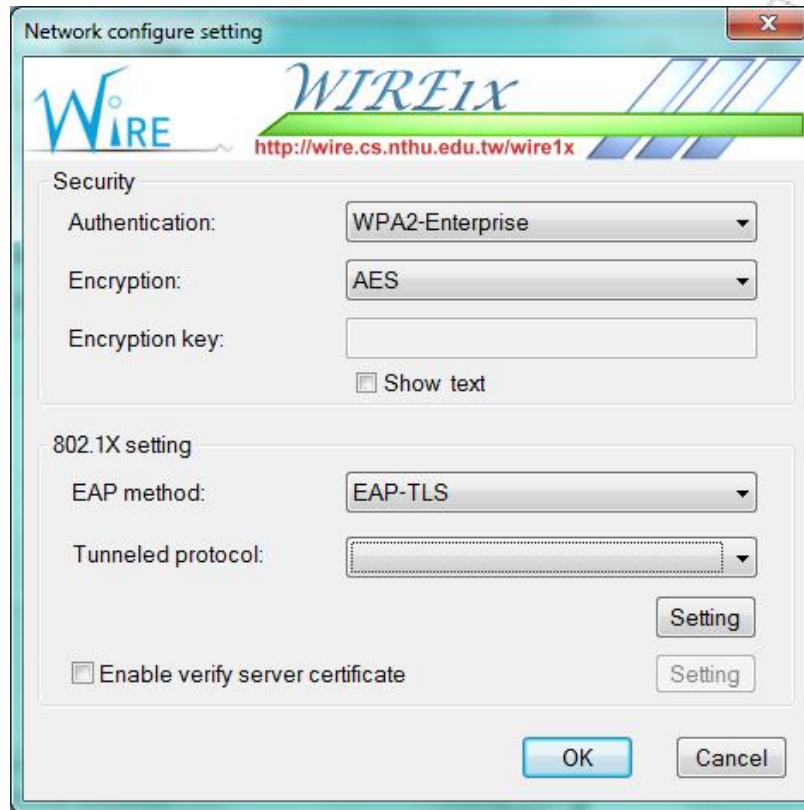 Network configure setting
WIRE
WIRE1X
http://wire.cs.nthu.edu.tw/wire1x
Security
Authentication: WPA2-Enterprise
Encryption: AES
Encryption key:
Show text
802.1X setting
EAP method: EAP-TLS
Tunneled protocol:
Setting
Enable verify server certificate Setting
OK Cancel